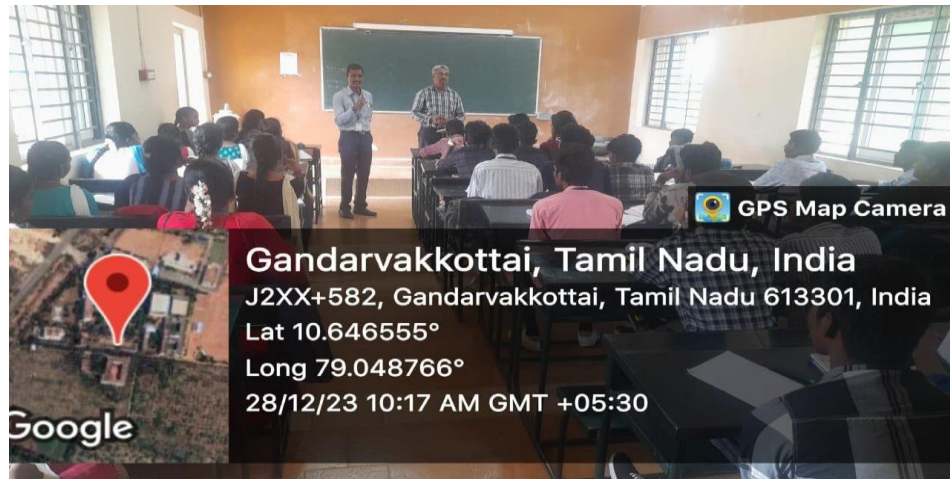 GPS Map Camera
Gandarvakkottai, Tamil Nadu, India
J2XX+582, Gandarvakkottai, Tamil Nadu 613301, India
Lat 10.646555°
Long 79.048766°
28/12/23 10:17 AM GMT +05:30
Google